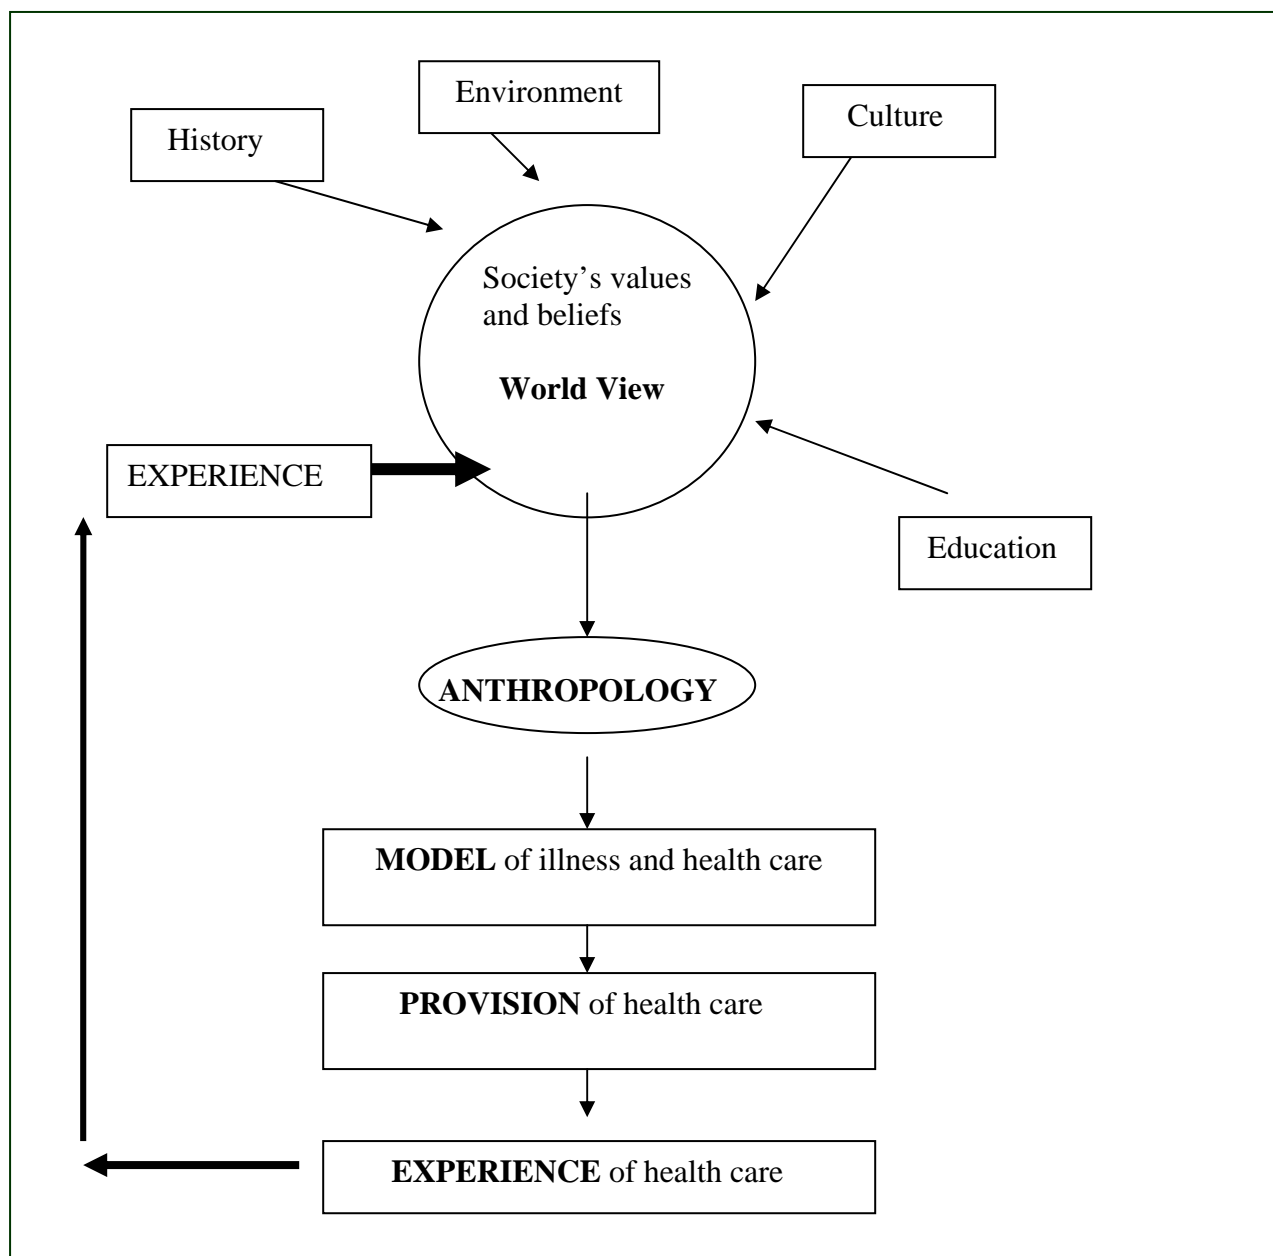 Environment
Culture
History
Society’s values
and beliefs
World View
EXPERIENCE
Education
ANTHROPOLOGY
MODEL of illness and health care
PROVISION of health care
EXPERIENCE of health care